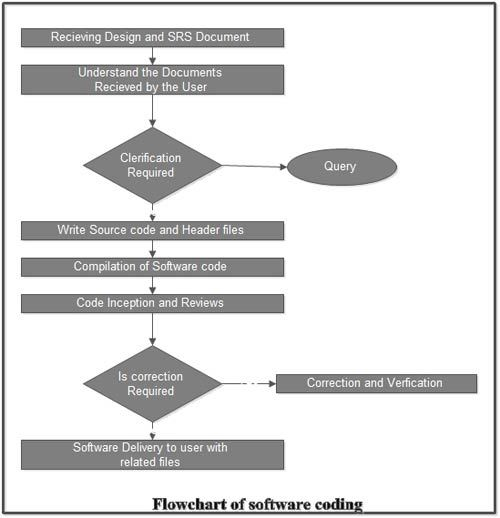 Recieving Design and SRS Document
Understand the Documents
Recieved by the User
Clerification
Required
Query
Write Source code and Header files
Compilation of Software code
Code Inception and Reviews
Is correction
Required
Correction and Verfication
Software Delivery to user with
related files
Flowchart of software coding